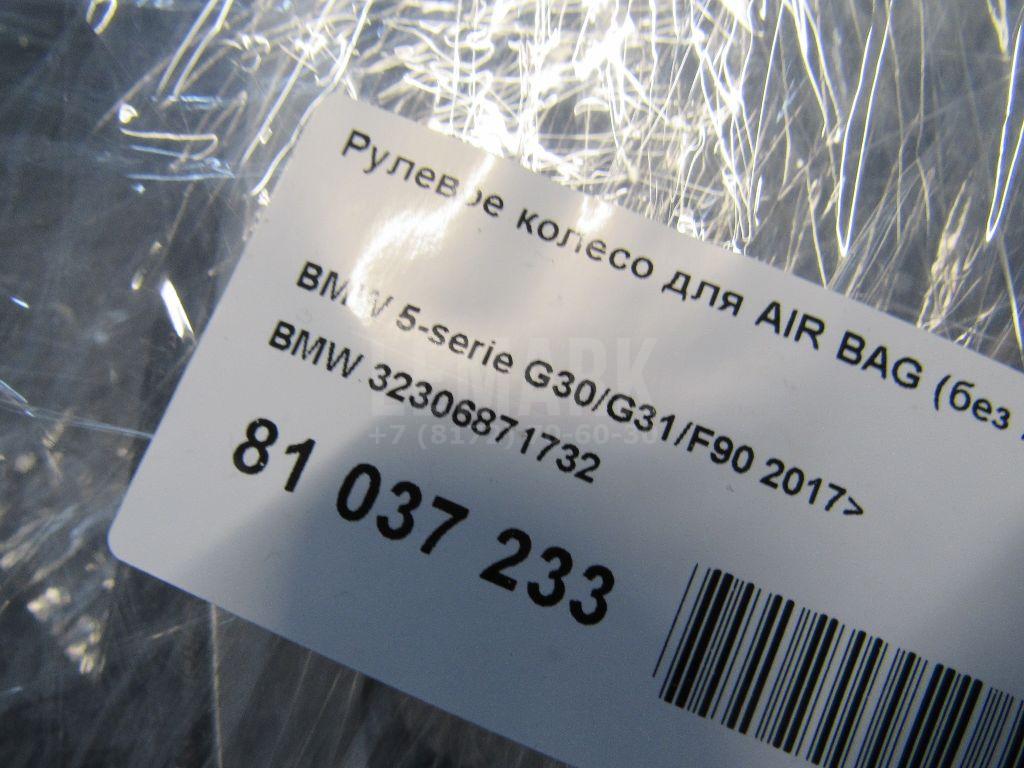 Рулевое колесо для AIR BAG (без
BMW 5-serie G30/G31/F90 2017>
BMW 32306871732
81 037 233